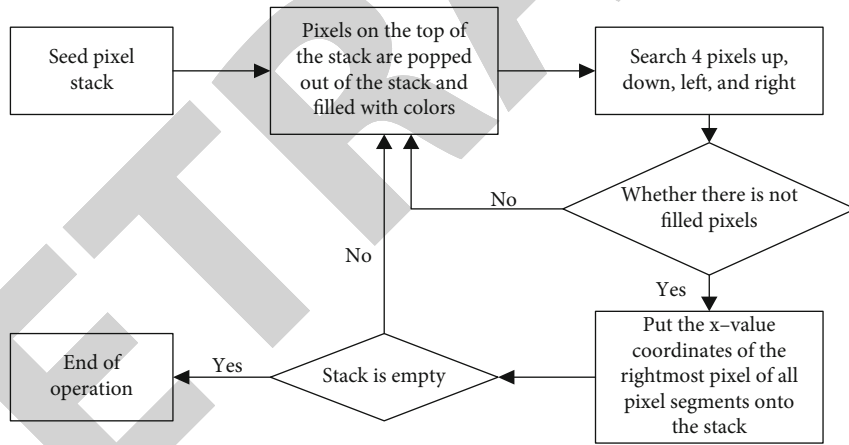 Seed pixel
stack
Pixels on the top of
the stack are popped
out of the stack and
filled with colors
Search 4 pixels up,
down, left, and right
Whether there is not
filled pixels
No
Yes
Put the x–value
coordinates of the
rightmost pixel of all
pixel segments onto
the stack
Stack is empty
No
Yes
End of
operation
ETRA